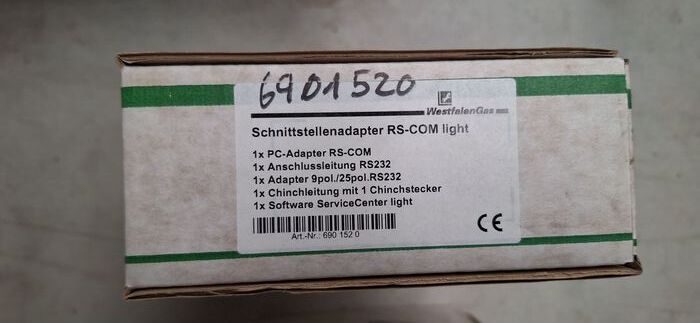 6901520
WestfalenGas
Schnittstellenadapter RS-COM light
1x PC-Adapter RS-COM
1x Anschlussleitung RS232
1x Adapter 9pol./25pol.RS232
1x Chinchleitung mit 1 Chinchstecker
1x Software ServiceCenter light
CE
Art.-Nr.: 690 152 0